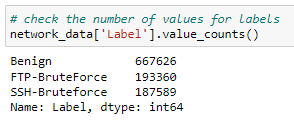 # check the number of values for labels
network_data['Label'].value_counts()
Benign 667626
FTP-BruteForce 193360
SSH-Bruteforce 187589
Name: Label, dtype: int64